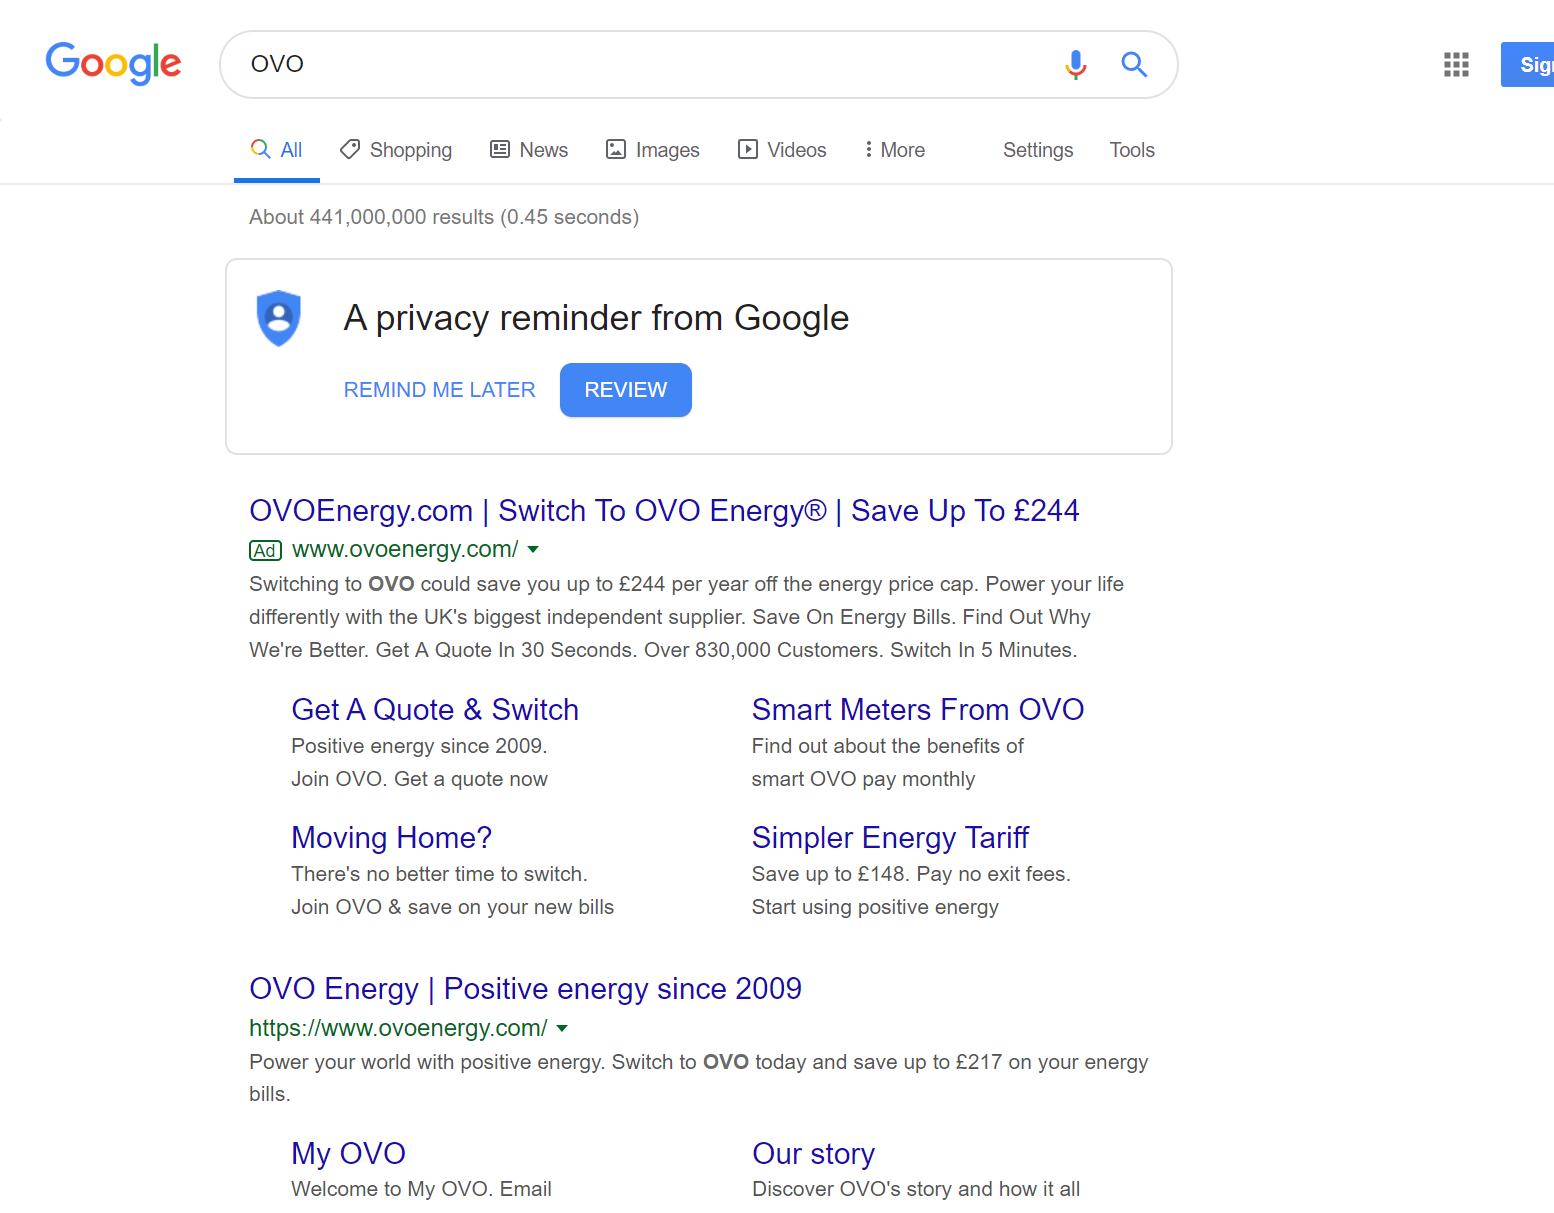 Google
OVO
Sig
All Shopping News Images Videos More Settings Tools
About 441,000,000 results (0.45 seconds)
A privacy reminder from Google
REMIND ME LATER REVIEW
OVOEnergy.com | Switch To OVO Energy® | Save Up To £244
Ad www.ovoenergy.com/
Switching to OVO could save you up to £244 per year off the energy price cap. Power your life
differently with the UK's biggest independent supplier. Save On Energy Bills. Find Out Why
We're Better. Get A Quote In 30 Seconds. Over 830,000 Customers. Switch In 5 Minutes.
Get A Quote & Switch
Positive energy since 2009.
Join OVO. Get a quote now
Smart Meters From OVO
Find out about the benefits of
smart OVO pay monthly
Moving Home?
There's no better time to switch.
Join OVO & save on your new bills
Simpler Energy Tariff
Save up to £148. Pay no exit fees.
Start using positive energy
OVO Energy | Positive energy since 2009
https://www.ovoenergy.com/
Power your world with positive energy. Switch to OVO today and save up to £217 on your energy
bills.
My OVO
Welcome to My OVO. Email
Our story
Discover OVO's story and how it all